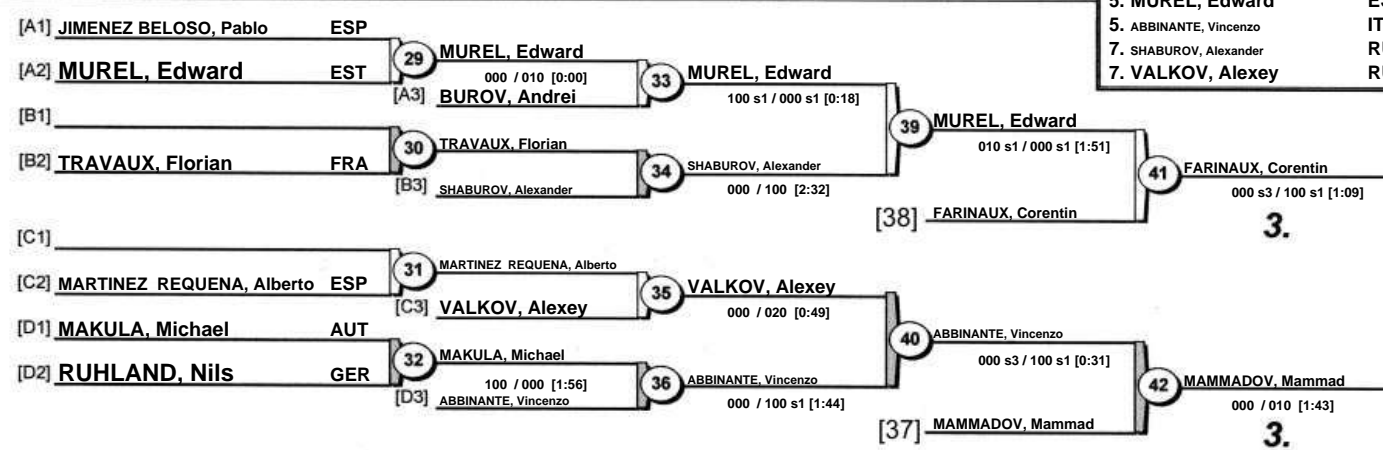 5. MUREL, Edward
5. ABBINANTE, Vincenzo IT
7. SHABUROV, Alexander
7. VALKOV, Alexey
[A1] JIMENEZ BELOSO, Pablo ESP
[A2] MUREL, Edward EST
29
MUREL, Edward
000 / 010 [0:00]
[A3] BUROV, Andrei
33
MUREL, Edward
100 s1 / 000 s1 [0:18]
[B1]
[B2] TRAVAUX, Florian FRA
30
TRAVAUX, Florian
[B3] SHABUROV, Alexander
34
SHABUROV, Alexander
000 / 100 [2:32]
39
MUREL, Edward
010 s1 / 000 s1 [1:51]
[38] FARINAUX, Corentin
41
FARINAUX, Corentin
000 s3 / 100 s1 [1:09]
3.
[C1]
[C2] MARTINEZ REQUENA, Alberto ESP
31
MARTINEZ REQUENA, Alberto
[C3] VALKOV, Alexey
35
VALKOV, Alexey
000 / 020 [0:49]
[D1] MAKULA, Michael AUT
[D2] RUHLAND, Nils GER
32
MAKULA, Michael
100 / 000 [1:56]
[D3] ABBINANTE, Vincenzo
36
ABBINANTE, Vincenzo
000 / 100 s1 [1:44]
40
ABBINANTE, Vincenzo
000 s3 / 100 s1 [0:31]
[37] MAMMADOV, Mammad
42
MAMMADOV, Mammad
000 / 010 [1:43]
3.